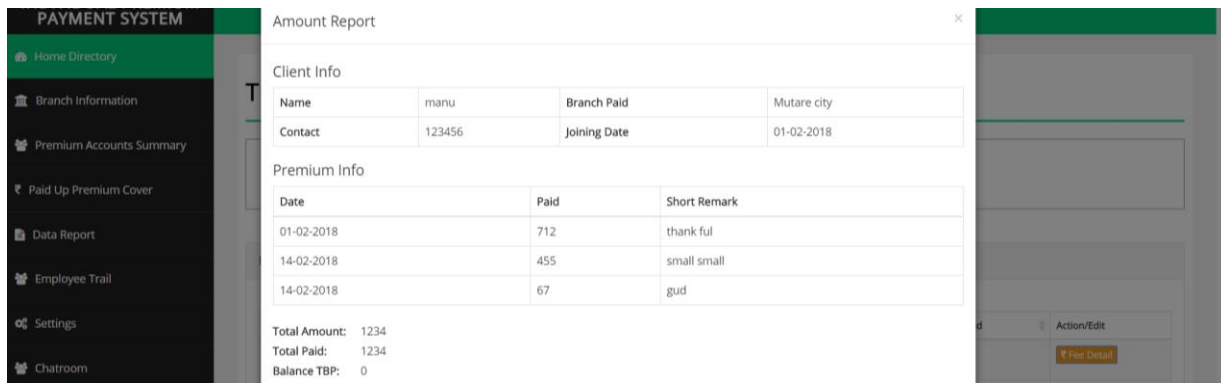 PAYMENT SYSTEM
Amount Report ×
Home Directory
Branch Information
Premium Accounts Summary
₹ Paid Up Premium Cover
Data Report
Employee Trail
Settings
Chatroom
T
Client Info
Name manu Branch Paid Mutare city
Contact 123456 Joining Date 01-02-2018
Premium Info
Date Paid Short Remark
01-02-2018 712 thank ful
14-02-2018 455 small small
14-02-2018 67 gud
Total Amount: 1234
Total Paid: 1234
Balance TBP: 0
d Action/Edit
₹ Fee Detail